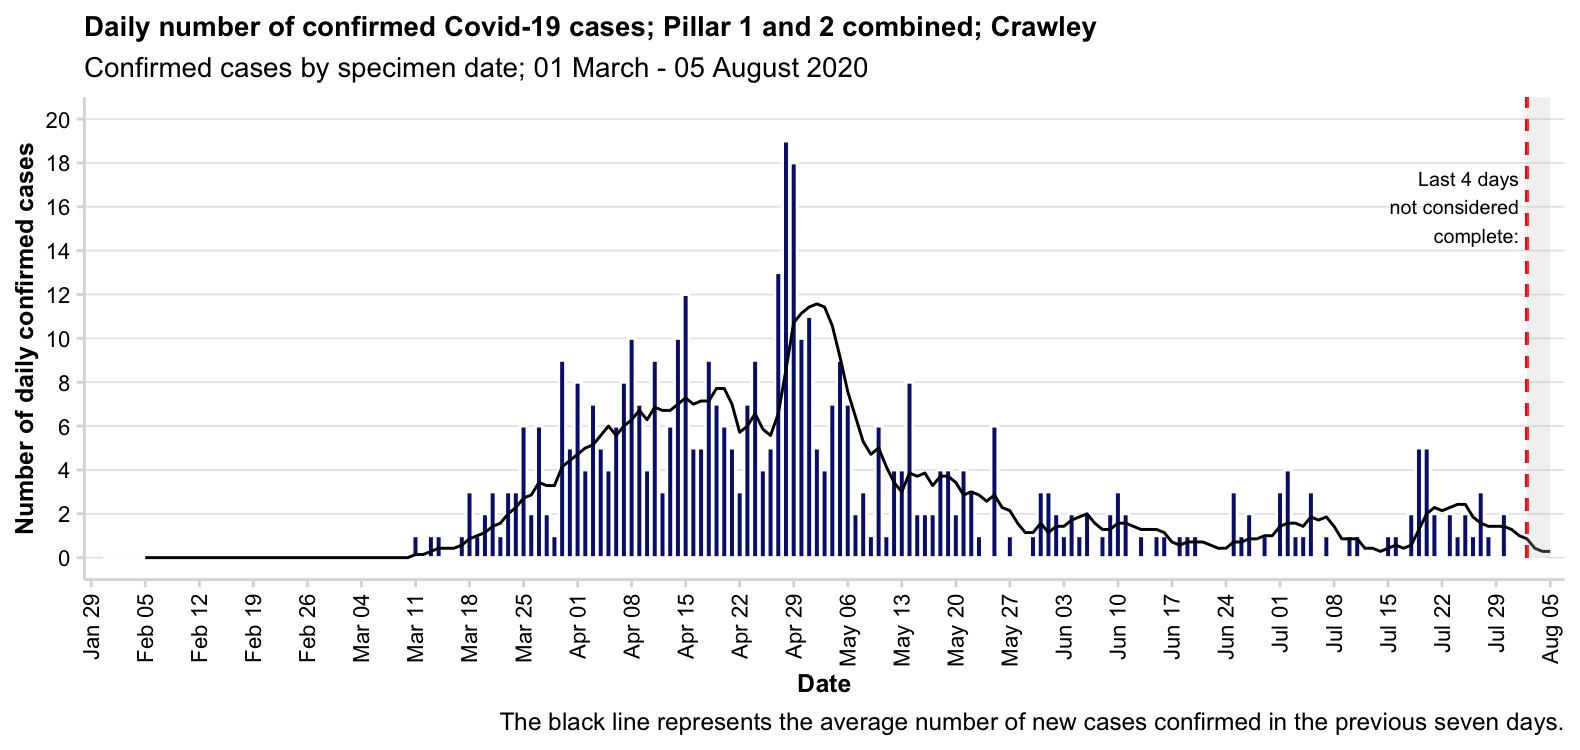 Daily number of confirmed Covid-19 cases; Pillar 1 and 2 combined; Crawley
Confirmed cases by specimen date; 01 March - 05 August 2020
Number of daily confirmed cases
20
18
16
14
12
10
8
6
4
2
0
Last 4 days
not considered
complete:
Jan 29
Feb 05
Feb 12
Feb 19
Feb 26
Mar 04
Mar 11
Mar 18
Mar 25
Apr 01
Apr 08
Apr 15
Apr 22
Apr 29
May 06
May 13
May 20
May 27
Jun 03
Jun 10
Jun 17
Jun 24
Jul 01
Jul 08
Jul 15
Jul 22
Jul 29
Aug 05
Date
The black line represents the average number of new cases confirmed in the previous seven days.